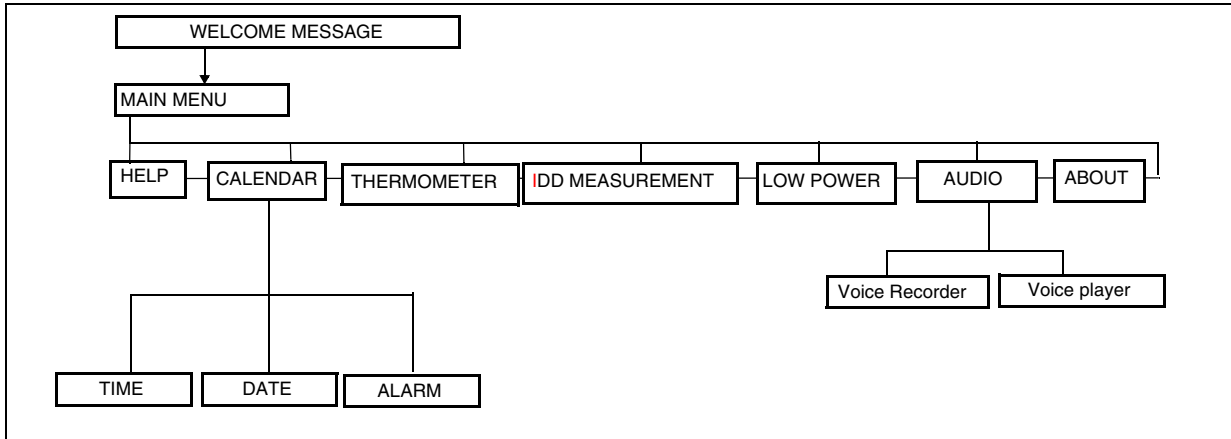 WELCOME MESSAGE
MAIN MENU
HELP
CALENDAR
THERMOMETER
IDD MEASUREMENT
LOW POWER
AUDIO
ABOUT
Voice Recorder
Voice player
TIME
DATE
ALARM